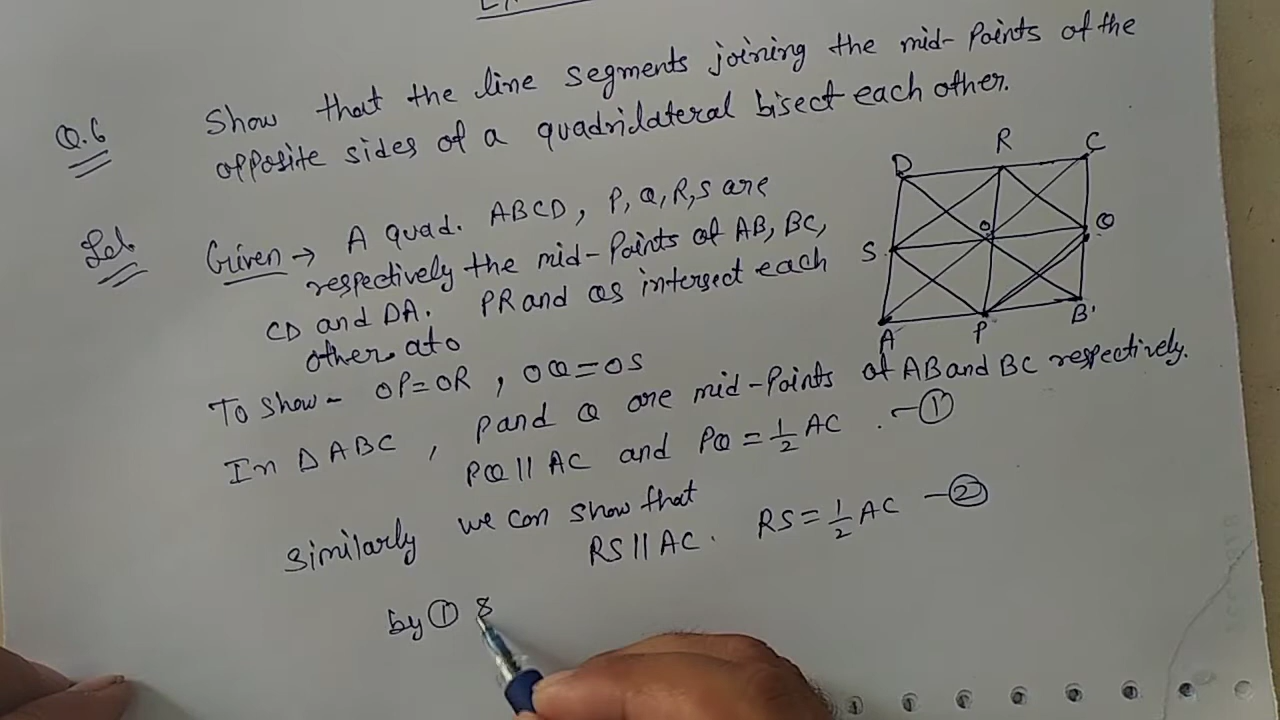 Q.6 Show that the line segments joining the mid-Points of the
opposite sides of a quadrilateral bisect each other.
Sol. Given → A quad. ABCD, P, Q, R, S are
respectively the mid-Points of AB, BC,
CD and DA. PR and QS intersect each
other at O
To show - OP = OR , OQ = OS
In Δ ABC , P and Q are mid-Points of AB and BC respectively.
PQ || AC and PQ = 1/2 AC . - ①
Similarly we can show that
RS || AC . RS = 1/2 AC - ②
by ① &
D R C
S O Q
A P B